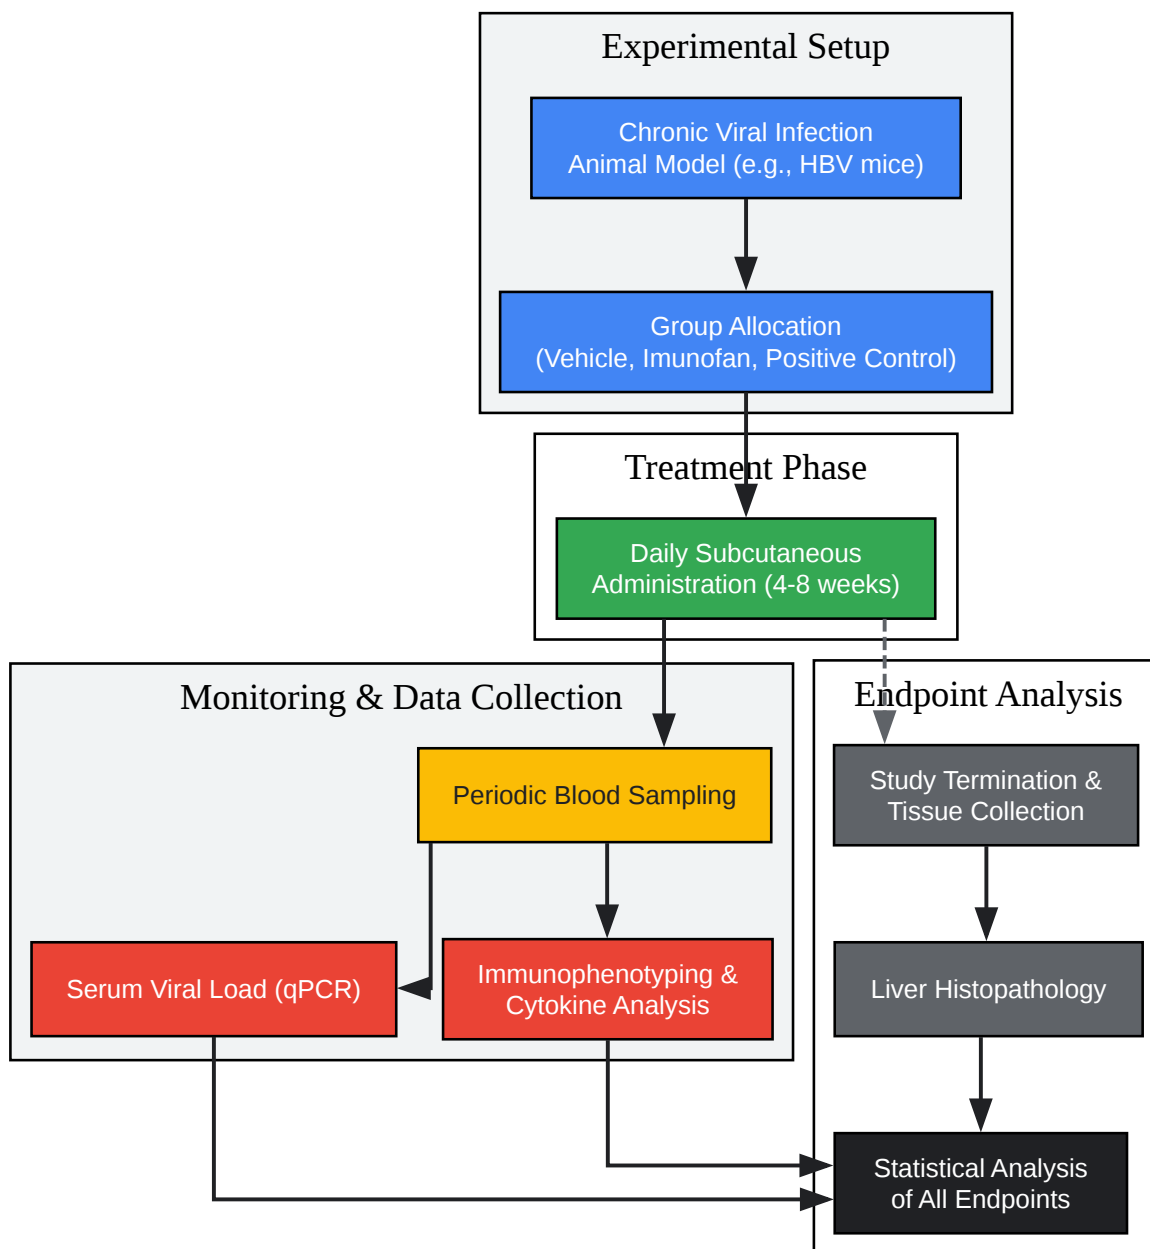 Experimental Setup
Chronic Viral Infection
Animal Model (e.g., HBV mice)
Group Allocation
(Vehicle, Imunofan, Positive Control)
Treatment Phase
Daily Subcutaneous
Administration (4-8 weeks)
Monitoring & Data Collection
Periodic Blood Sampling
Serum Viral Load (qPCR)
Immunophenotyping &
Cytokine Analysis
Endpoint Analysis
Study Termination &
Tissue Collection
Liver Histopathology
Statistical Analysis
of All Endpoints